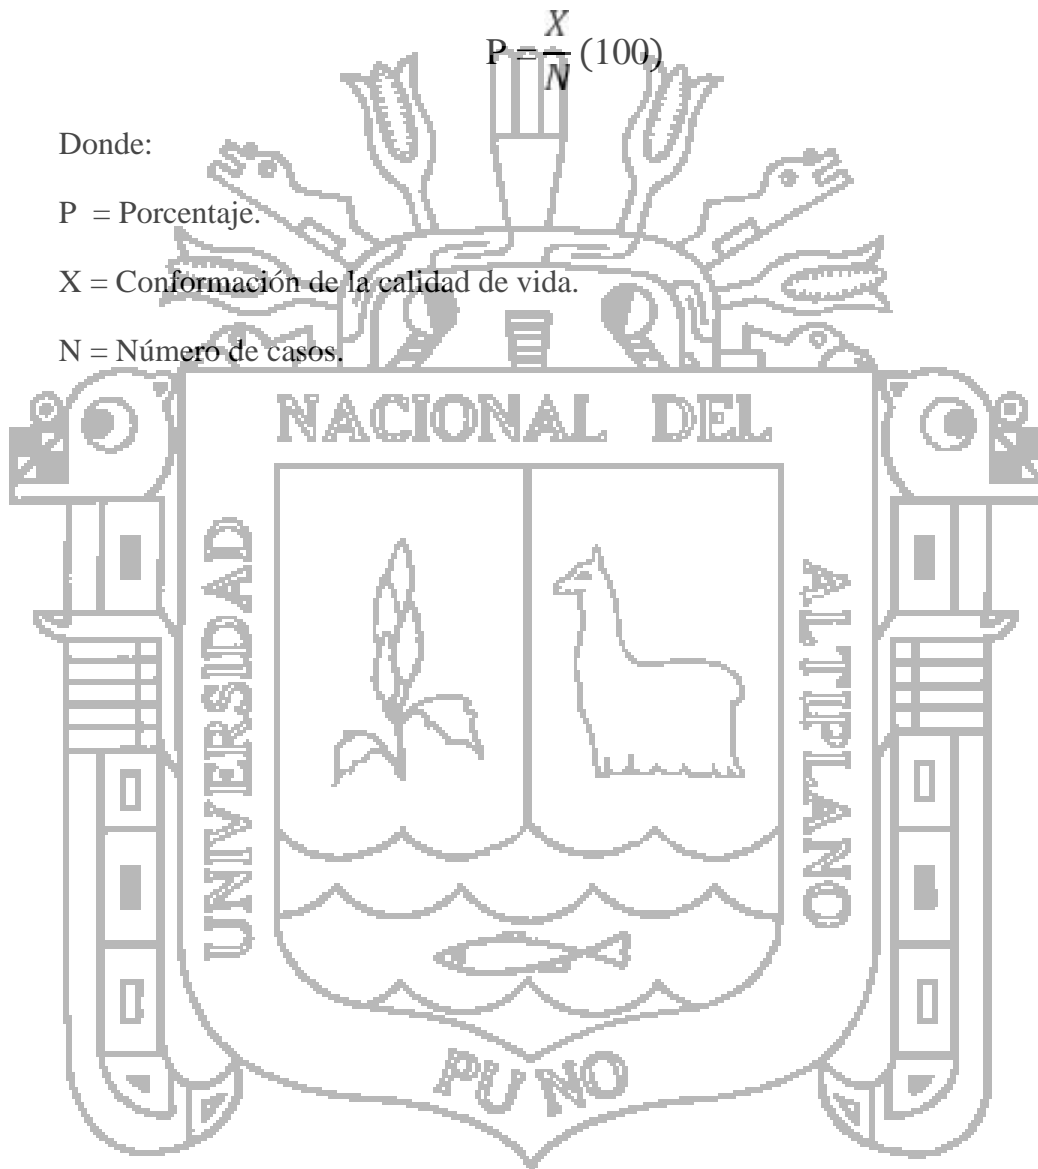 P = X/N (100)
Donde:
P = Porcentaje.
X = Conformación de la calidad de vida.
N = Número de casos.
NACIONAL DEL
UNIVERSIDAD
ALTIPLANO
PUNO